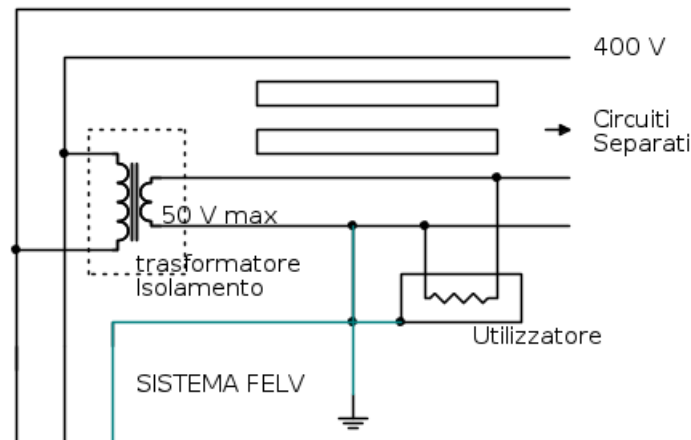 400 V
Circuiti
Separati
50 V max
trasformatore
Isolamento
Utilizzatore
SISTEMA FELV